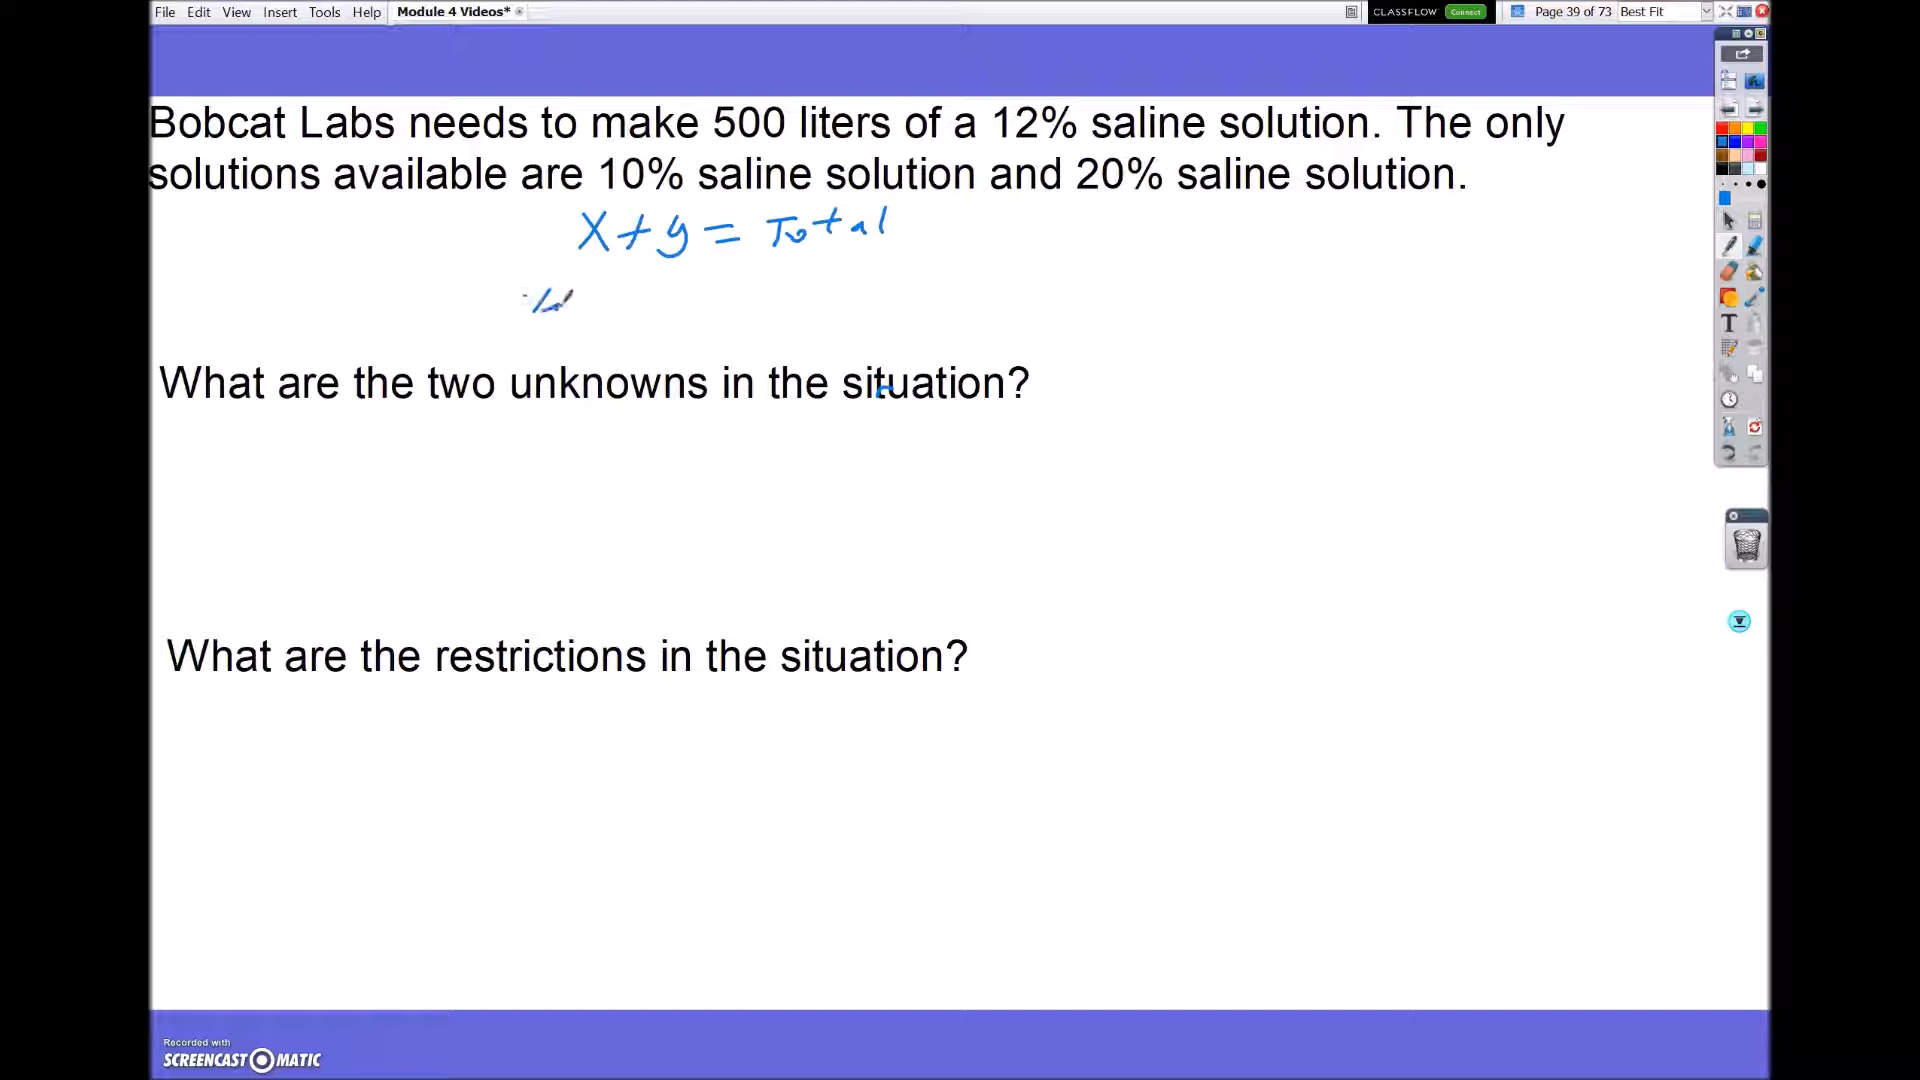 File Edit View Insert Tools Help Module 4 Videos* CLASSFLOW Connect Page 39 of 73 Best Fit
Bobcat Labs needs to make 500 liters of a 12% saline solution. The only
solutions available are 10% saline solution and 20% saline solution.
x+y = Total
What are the two unknowns in the situation?
What are the restrictions in the situation?
Recorded with
SCREENCAST MATIC